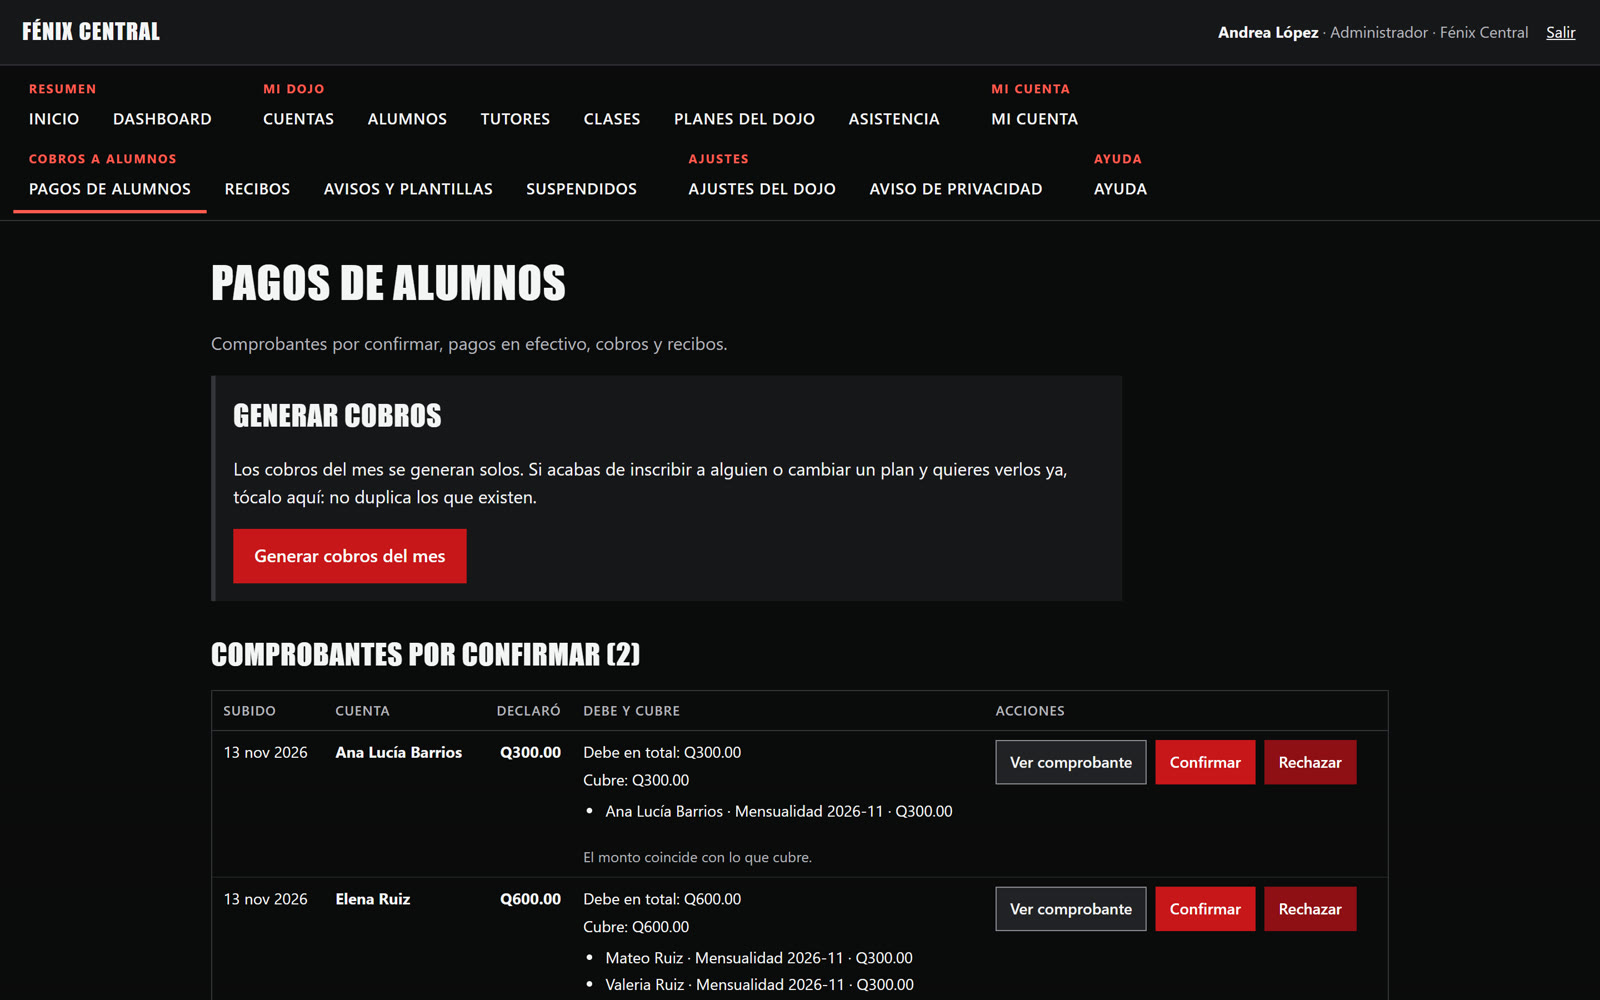 FÉNIX CENTRAL
Andrea López · Administrador · Fénix Central Salir
RESUMEN MI DOJO MI CUENTA
INICIO DASHBOARD CUENTAS ALUMNOS TUTORES CLASES PLANES DEL DOJO ASISTENCIA MI CUENTA
COBROS A ALUMNOS AJUSTES AYUDA
PAGOS DE ALUMNOS RECIBOS AVISOS Y PLANTILLAS SUSPENDIDOS AJUSTES DEL DOJO AVISO DE PRIVACIDAD AYUDA
PAGOS DE ALUMNOS
Comprobantes por confirmar, pagos en efectivo, cobros y recibos.
GENERAR COBROS
Los cobros del mes se generan solos. Si acabas de inscribir a alguien o cambiar un plan y quieres verlos ya,
tócalo aquí: no duplica los que existen.
Generar cobros del mes
COMPROBANTES POR CONFIRMAR (2)
SUBIDO CUENTA DECLARÓ DEBE Y CUBRE ACCIONES
13 nov 2026 Ana Lucía Barrios Q300.00 Debe en total: Q300.00 Ver comprobante Confirmar Rechazar
Cubre: Q300.00
• Ana Lucía Barrios · Mensualidad 2026-11 · Q300.00
El monto coincide con lo que cubre.
13 nov 2026 Elena Ruiz Q600.00 Debe en total: Q600.00 Ver comprobante Confirmar Rechazar
Cubre: Q600.00
• Mateo Ruiz · Mensualidad 2026-11 · Q300.00
• Valeria Ruiz · Mensualidad 2026-11 · Q300.00